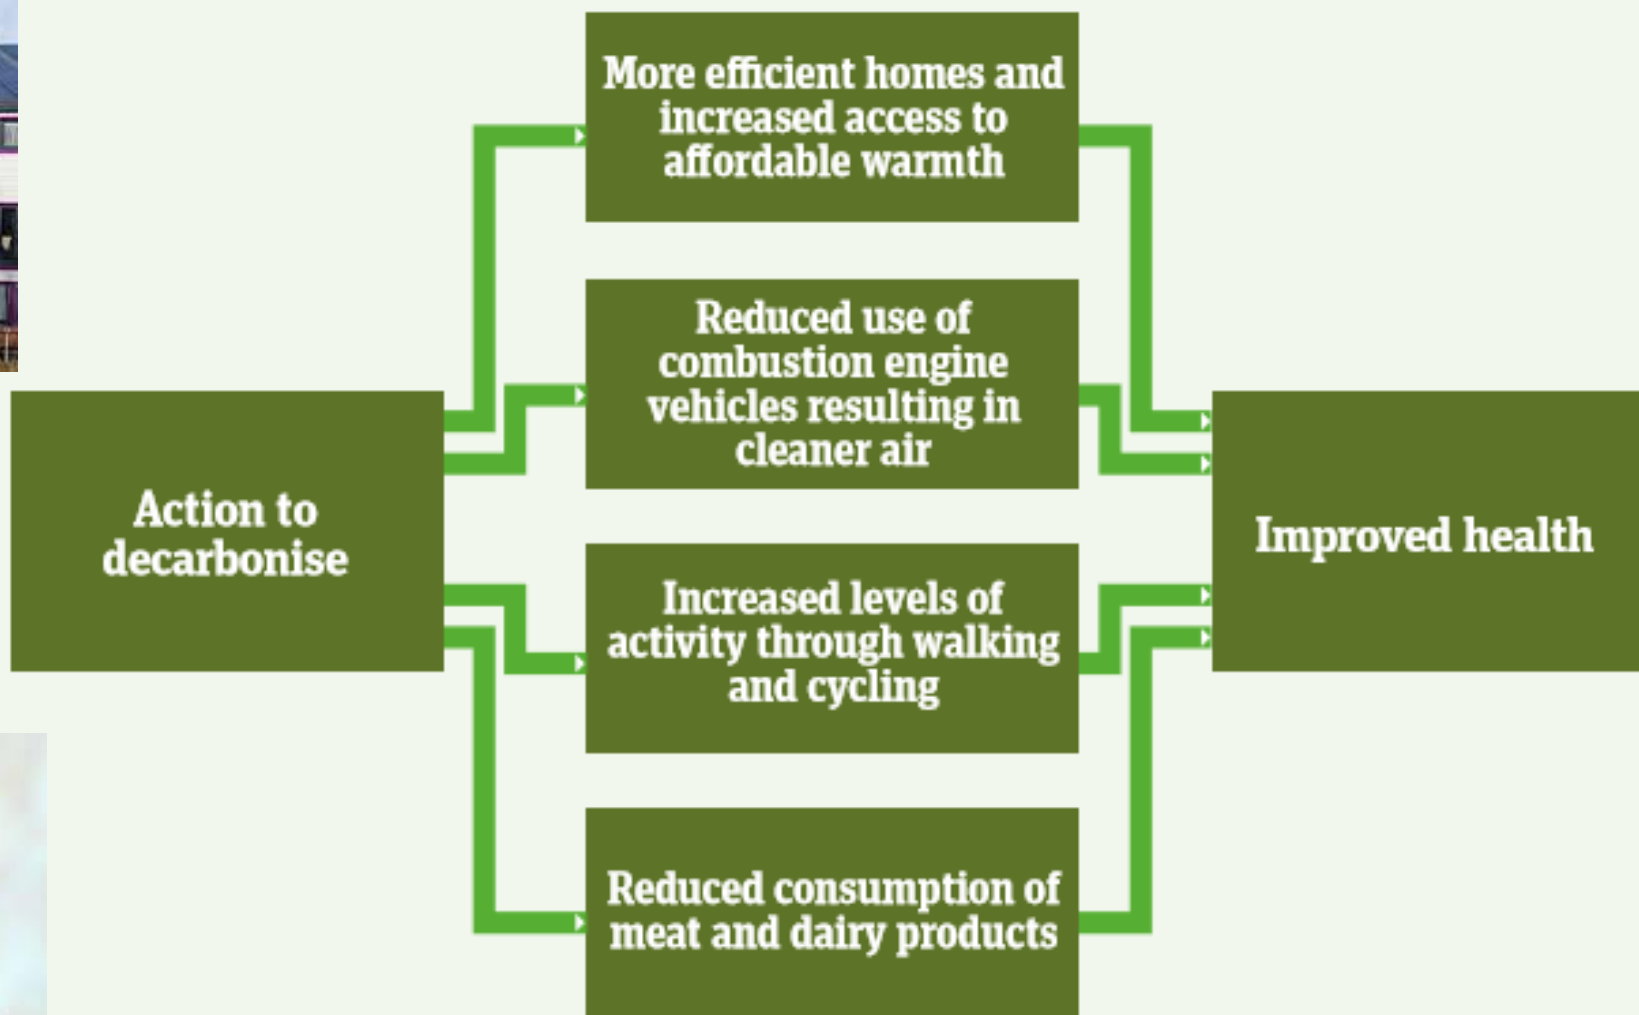 More efficient homes and
increased access to
affordable warmth
Reduced use of
combustion engine
vehicles resulting in
cleaner air
Action to
decarbonise
Improved health
Increased levels of
activity through walking
and cycling
Reduced consumption of
meat and dairy products